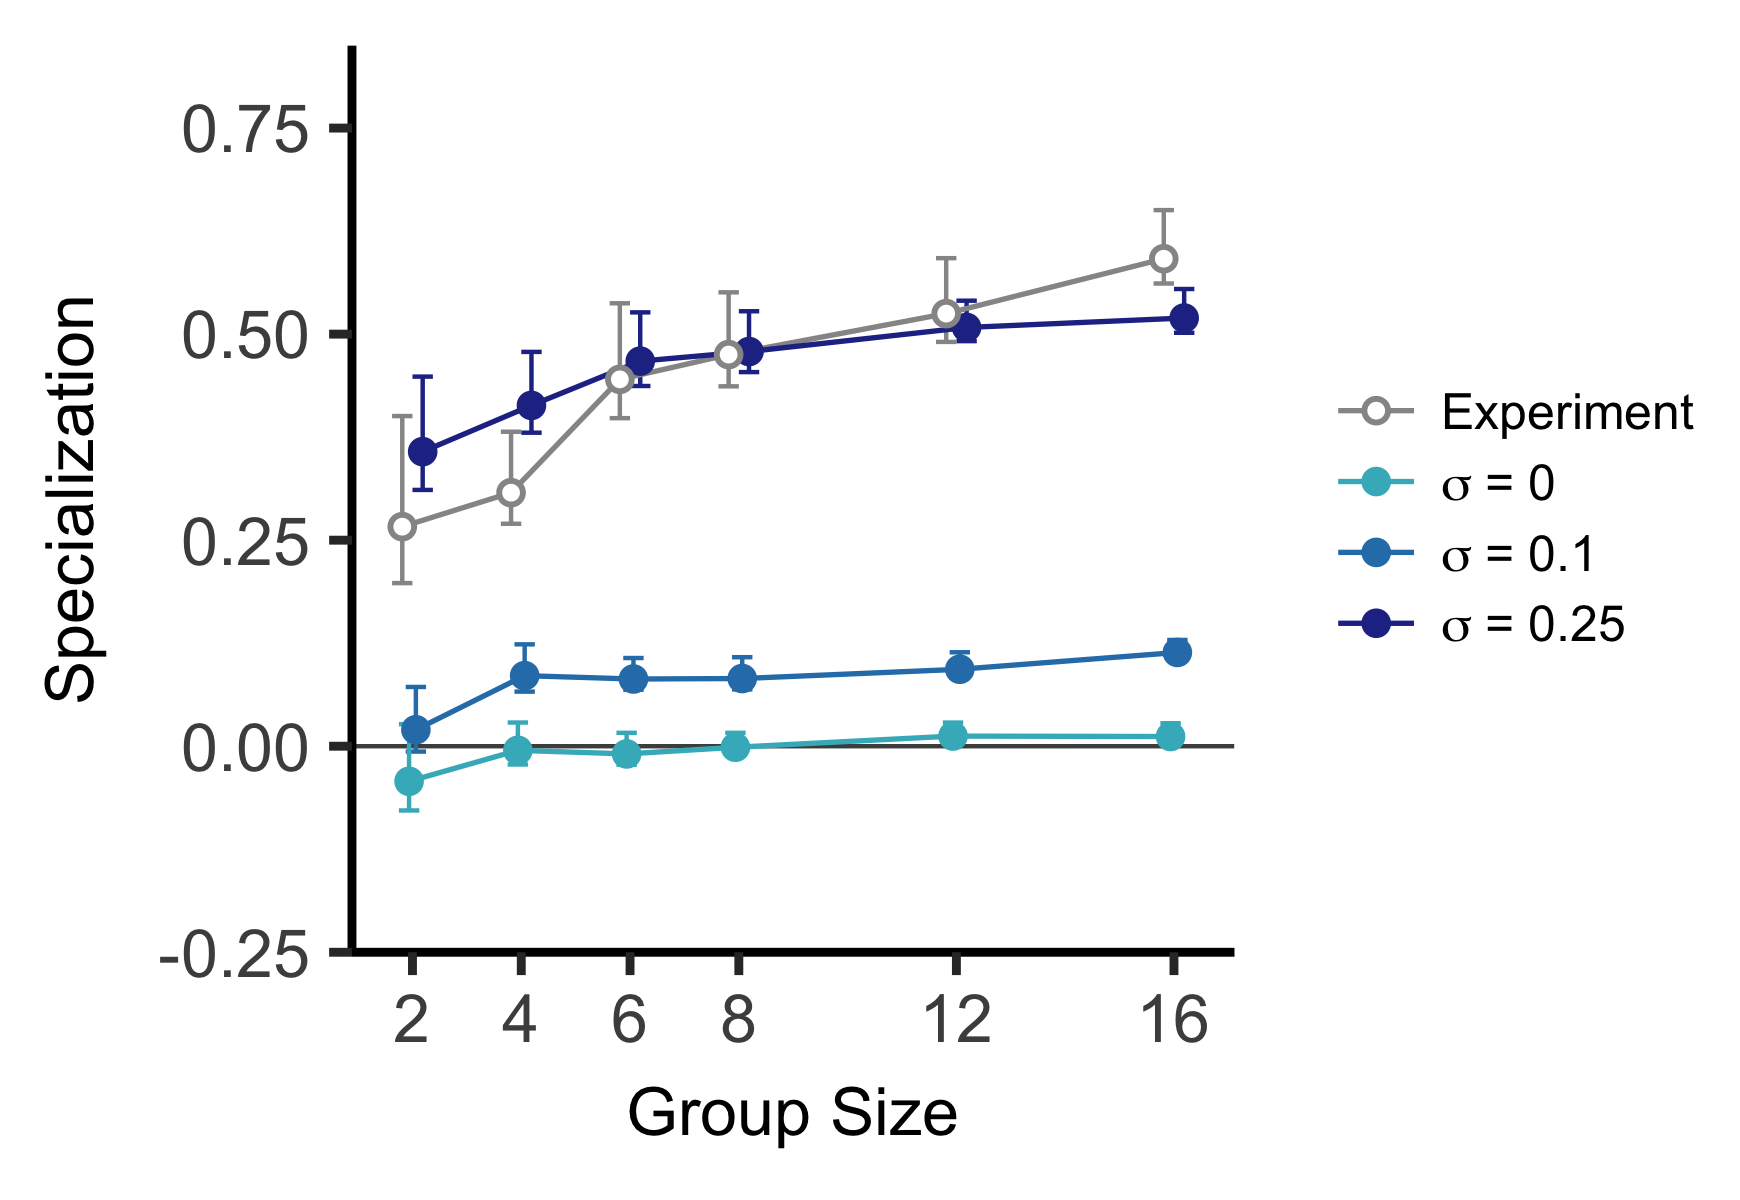 Specialization
0.75
0.50
0.25
0.00
-0.25
2 4 6 8 12 16
Group Size
Experiment
σ = 0
σ = 0.1
σ = 0.25